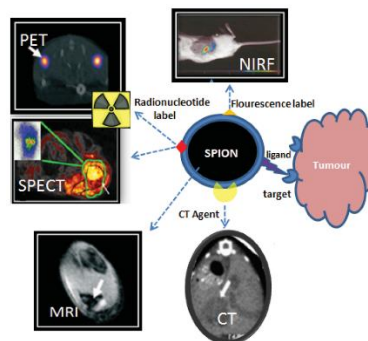 PET
NIRF
Radionucleotide
label
Flourescence label
SPION
ligand
Tumour
target
SPECT
CT Agent
MRI
CT